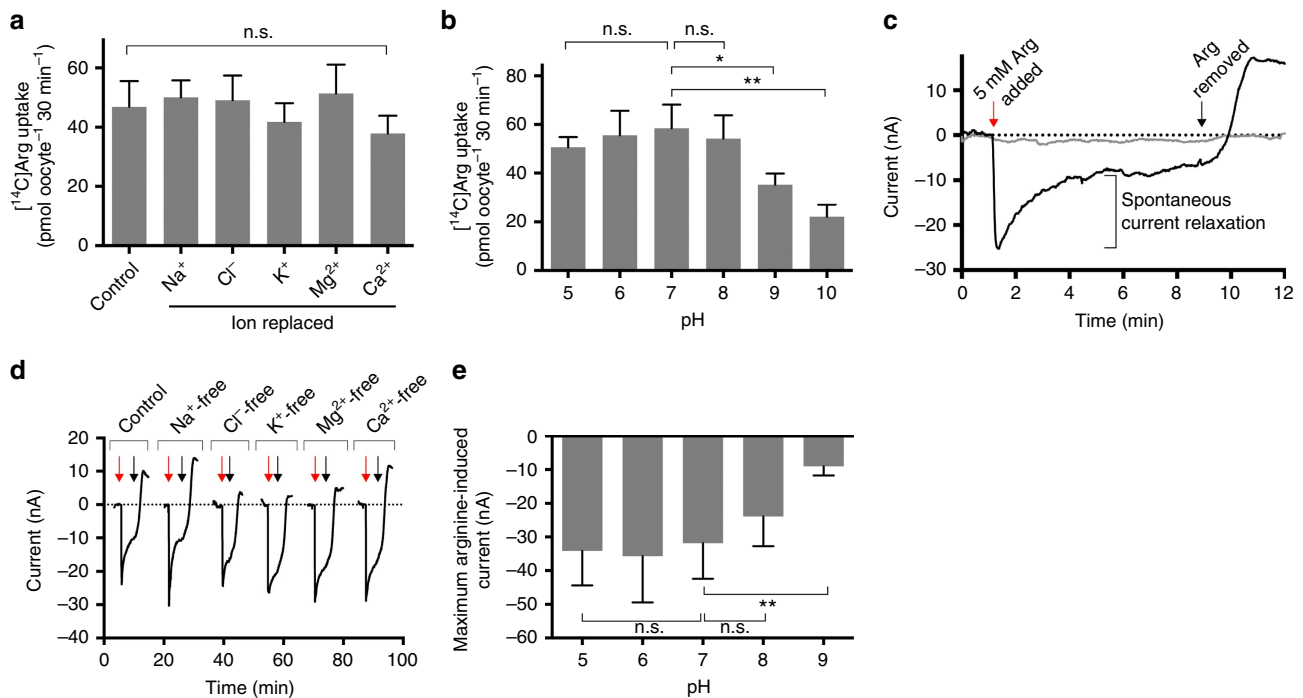 a
n.s.
[¹⁴C]Arg uptake
(pmol oocyte⁻¹ 30 min⁻¹)
60
40
20
0
Control
Na⁺
Cl⁻
K⁺
Mg²⁺
Ca²⁺
Ion replaced
b
n.s.
n.s.
*
**
[¹⁴C]Arg uptake
(pmol oocyte⁻¹ 30 min⁻¹)
80
60
40
20
0
5 6 7 8 9 10
pH
c
5 mM Arg
added
Arg
removed
Current (nA)
10
0
−10
−20
−30
Spontaneous
current relaxation
0 2 4 6 8 10 12
Time (min)
d
Control
Na⁺-free
Cl⁻-free
K⁺-free
Mg²⁺-free
Ca²⁺-free
Current (nA)
20
10
0
−10
−20
−30
−40
0 20 40 60 80 100
Time (min)
e
Maximum arginine-induced
current (nA)
0
−10
−20
−30
−40
−50
−60
**
n.s.
n.s.
5 6 7 8 9
pH